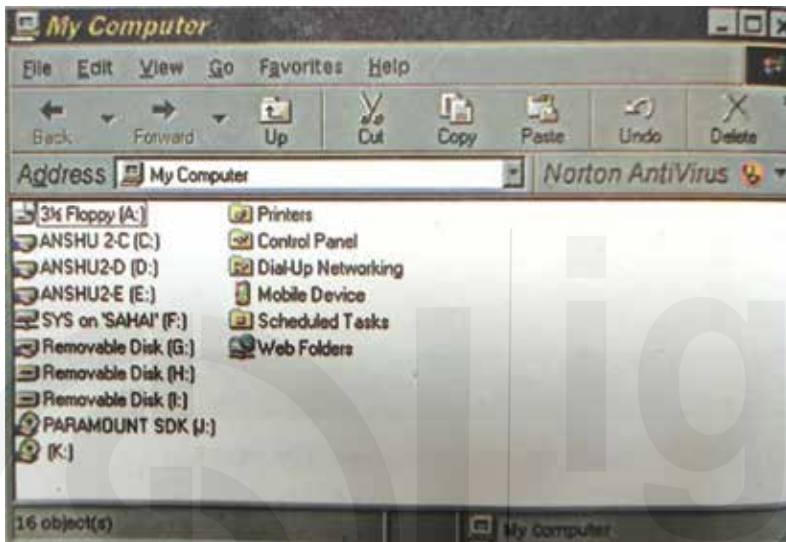 My Computer
File Edit View Go Favorites Help
Back Forward Up Cut Copy Paste Undo Delete
Address My Computer Norton AntiVirus
3½ Floppy (A:)
ANSHU 2-C (C:)
ANSHU2-D (D:)
ANSHU2-E (E:)
SYS on 'SAHAI' (F:)
Removable Disk (G:)
Removable Disk (H:)
Removable Disk (I:)
PARAMOUNT SDK (J:)
(K:)
Printers
Control Panel
Dial-Up Networking
Mobile Device
Scheduled Tasks
Web Folders
16 object(s) My Computer
ig